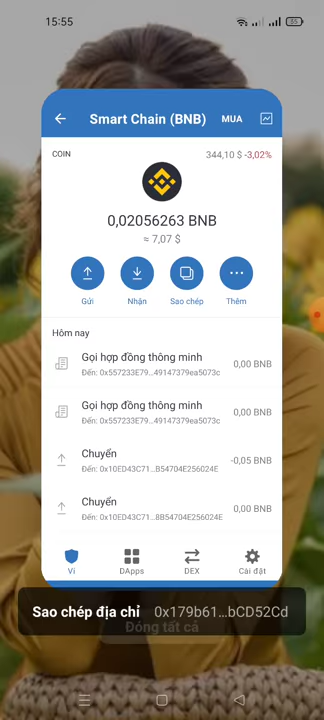 15:55
55
Smart Chain (BNB)
MUA
COIN
344,10 $ -3,02%
0,02056263 BNB
≈ 7,07 $
Gửi
Nhận
Sao chép
Thêm
Hôm nay
Gọi hợp đồng thông minh
0,00 BNB
Đến: 0x557233E79...49147379ea5073c
Gọi hợp đồng thông minh
0,00 BNB
Đến: 0x557233E79...49147379ea5073c
Chuyển
-0,05 BNB
Đến: 0x10ED43C71...B54704E256024E
Chuyển
0,00 BNB
Đến: 0x10ED43C71...8B54704E256024E
Ví
DApps
DEX
Cài đặt
Sao chép địa chỉ 0x179b61...bCD52Cd
Đóng tất cả